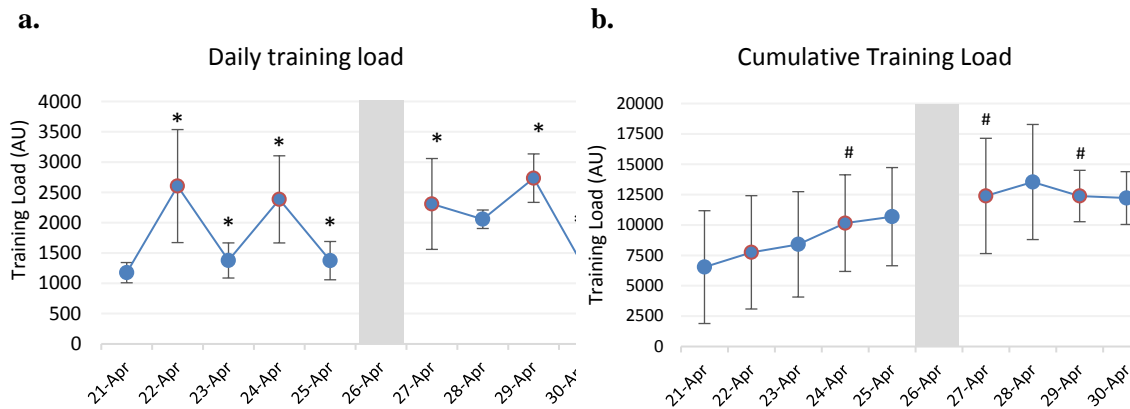 a.
Daily training load
Training Load (AU)
4000
3500
3000
2500
2000
1500
1000
500
0
*
*
*
*
*
*
21-Apr
22-Apr
23-Apr
24-Apr
25-Apr
26-Apr
27-Apr
28-Apr
29-Apr
30-A
b.
Cumulative Training Load
Training Load (AU)
20000
17500
15000
12500
10000
7500
5000
2500
0
#
#
#
21-Apr
22-Apr
23-Apr
24-Apr
25-Apr
26-Apr
27-Apr
28-Apr
29-Apr
30-Apr